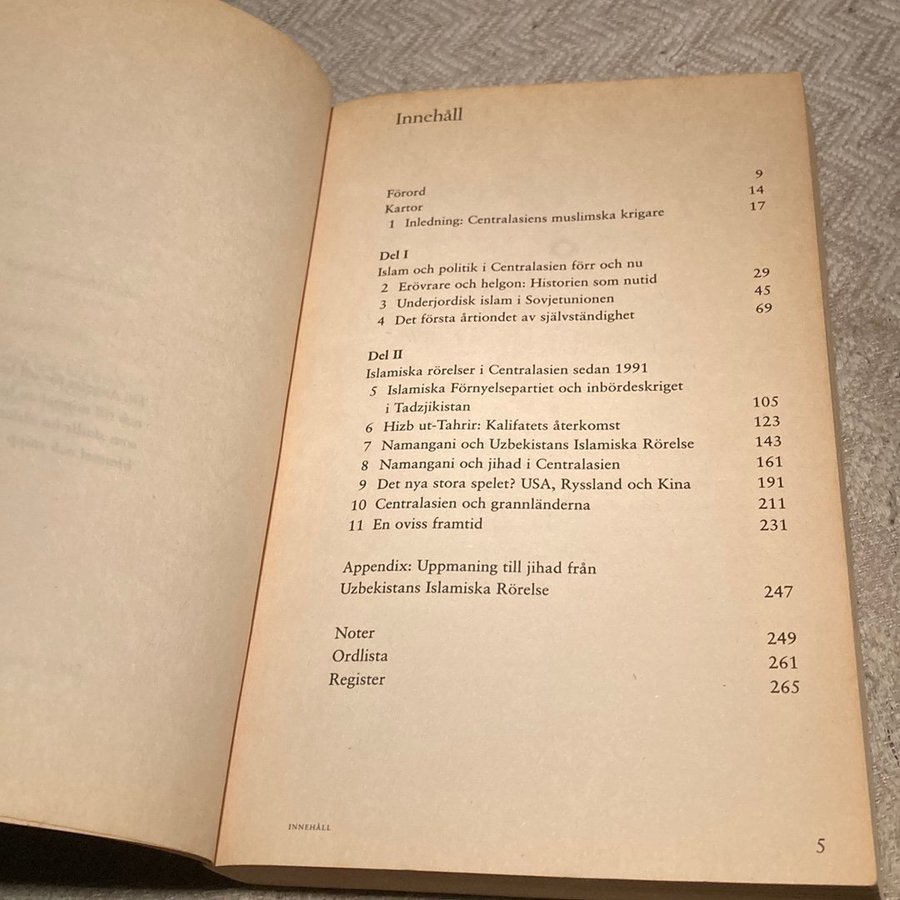 Innehåll
Förord 9
Kartor 14
1 Inledning: Centralasiens muslimska krigare 17
Del I
Islam och politik i Centralasien förr och nu
2 Erövrare och helgon: Historien som nutid 29
3 Underjordisk islam i Sovjetunionen 45
4 Det första årtiondet av självständighet 69
Del II
Islamiska rörelser i Centralasien sedan 1991
5 Islamiska Förnyelsepartiet och inbördeskriget
i Tadzjikistan 105
6 Hizb ut-Tahrir: Kalifatets återkomst 123
7 Namangani och Uzbekistans Islamiska Rörelse 143
8 Namangani och jihad i Centralasien 161
9 Det nya stora spelet? USA, Ryssland och Kina 191
10 Centralasien och grannländerna 211
11 En oviss framtid 231
Appendix: Uppmaning till jihad från
Uzbekistans Islamiska Rörelse 247
Noter 249
Ordlista 261
Register 265
INNEHÅLL 5